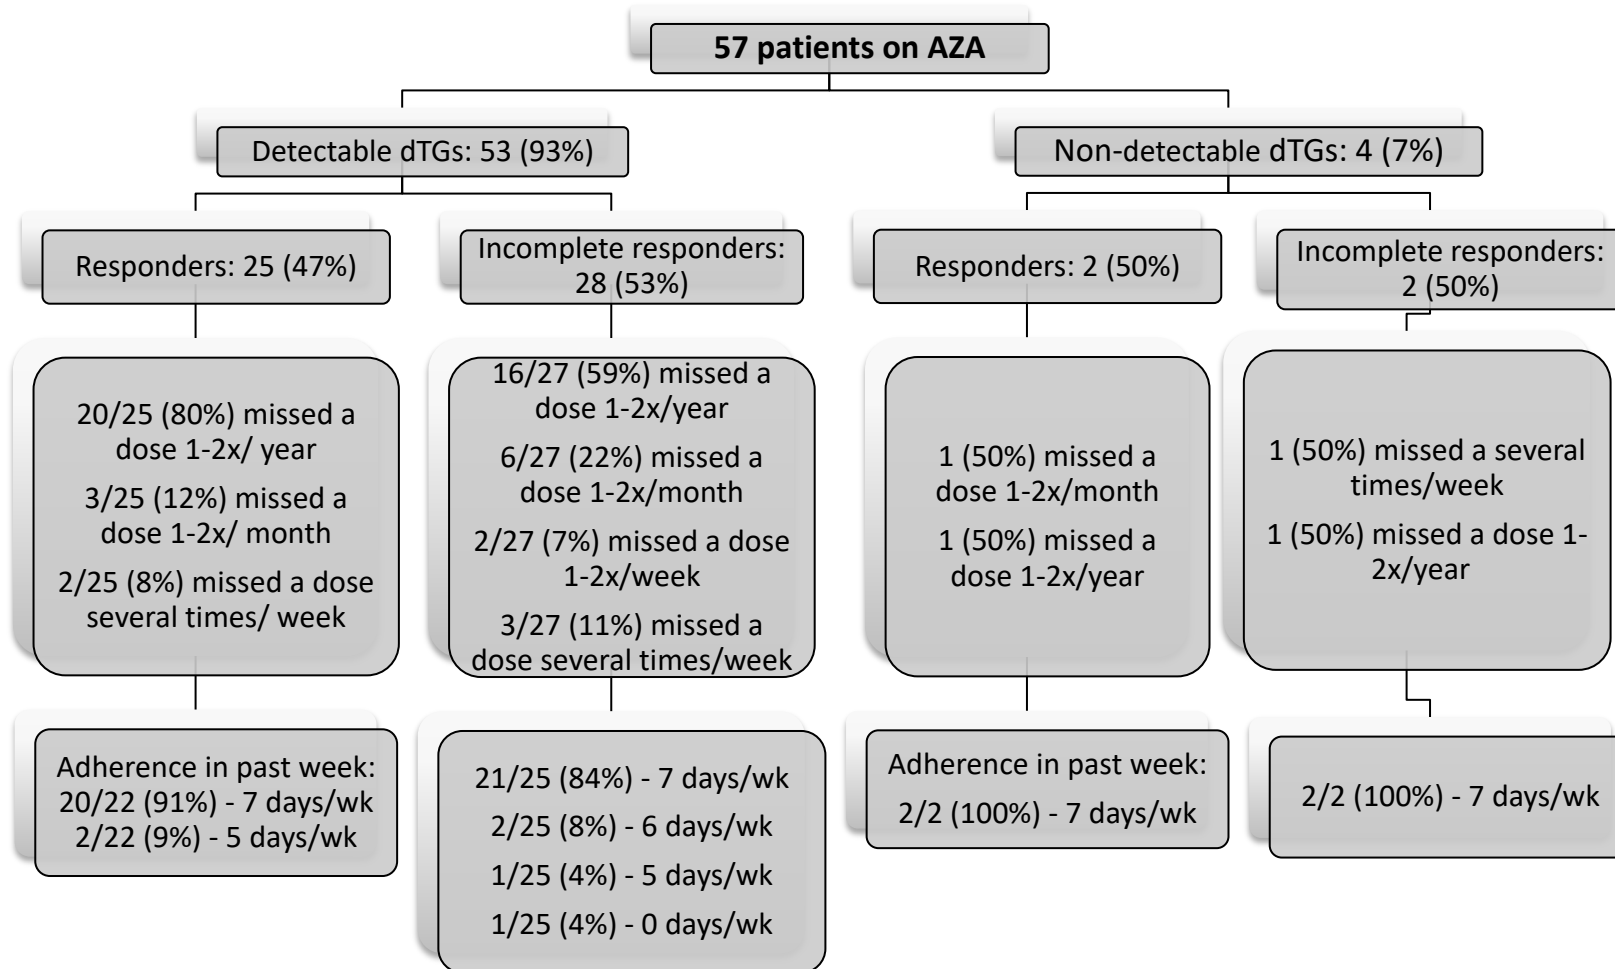 57 patients on AZA
Detectable dTGs: 53 (93%)
Non-detectable dTGs: 4 (7%)
Responders: 25 (47%)
Incomplete responders:
28 (53%)
Responders: 2 (50%)
Incomplete responders:
2 (50%)
20/25 (80%) missed a
dose 1-2x/ year
3/25 (12%) missed a
dose 1-2x/ month
2/25 (8%) missed a dose
several times/ week
16/27 (59%) missed a
dose 1-2x/year
6/27 (22%) missed a
dose 1-2x/month
2/27 (7%) missed a dose
1-2x/week
3/27 (11%) missed a
dose several times/week
1 (50%) missed a
dose 1-2x/month
1 (50%) missed a
dose 1-2x/year
1 (50%) missed a several
times/week
1 (50%) missed a dose 1-
2x/year
Adherence in past week:
20/22 (91%) - 7 days/wk
2/22 (9%) - 5 days/wk
21/25 (84%) - 7 days/wk
2/25 (8%) - 6 days/wk
1/25 (4%) - 5 days/wk
1/25 (4%) - 0 days/wk
Adherence in past week:
2/2 (100%) - 7 days/wk
2/2 (100%) - 7 days/wk